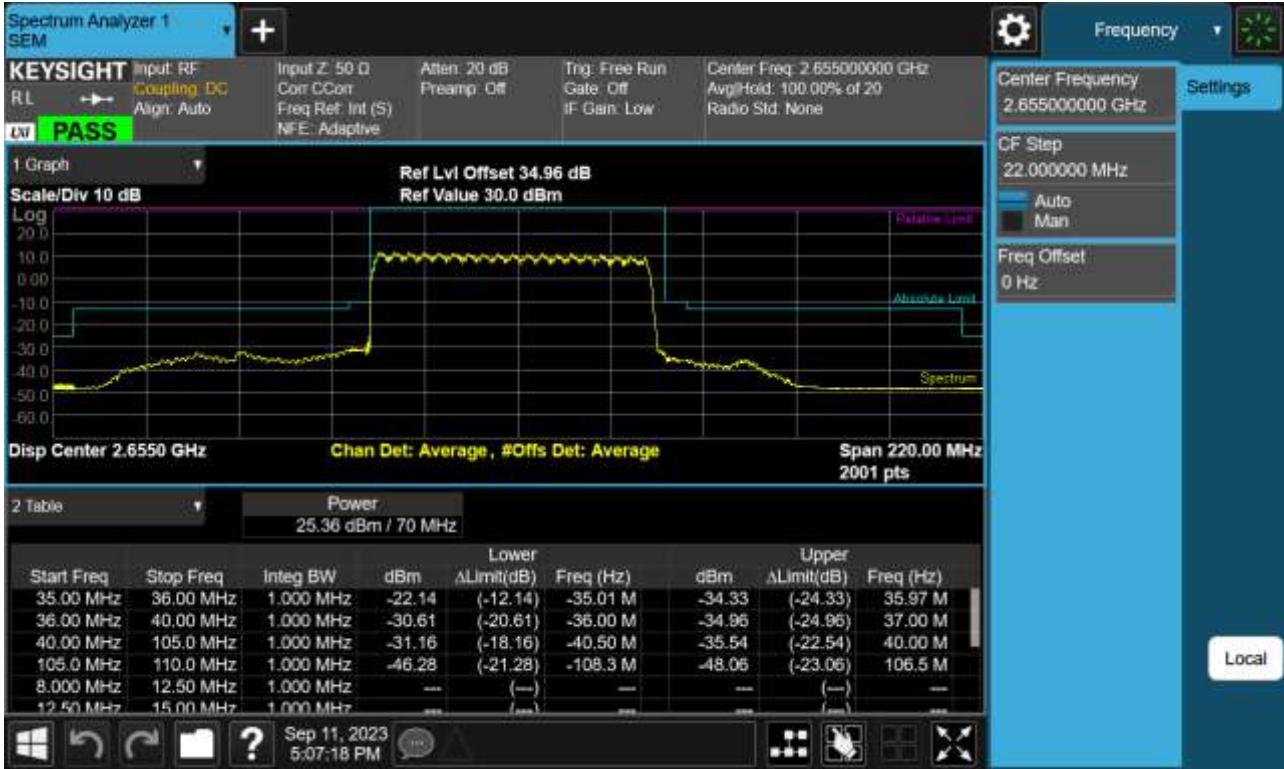 Spectrum Analyzer 1
SEM
+
Frequency
KEYSIGHT
RL
LXI
PASS
Input: RF
Coupling: DC
Align: Auto
Input Z: 50 Ω
Corr CCorr
Freq Ref: Int (S)
NFE: Adaptive
Atten: 20 dB
Preamp: Off
Trig: Free Run
Gate: Off
IF Gain: Low
Center Freq: 2.655000000 GHz
Avg|Hold: 100.00% of 20
Radio Std: None
Center Frequency
2.655000000 GHz
Settings
CF Step
22.000000 MHz
Auto
Man
Freq Offset
0 Hz
Local
1 Graph
Scale/Div 10 dB
Ref Lvl Offset 34.96 dB
Ref Value 30.0 dBm
Log
20.0
10.0
0.00
-10.0
-20.0
-30.0
-40.0
-50.0
-60.0
Relative Limit
Absolute Limit
Spectrum
Disp Center 2.6550 GHz
Chan Det: Average, #Offs Det: Average
Span 220.00 MHz
2001 pts
2 Table
Power
25.36 dBm / 70 MHz
Lower Upper
Start Freq Stop Freq Integ BW dBm ΔLimit(dB) Freq (Hz) dBm ΔLimit(dB) Freq (Hz)
35.00 MHz 36.00 MHz 1.000 MHz -22.14 (-12.14) -35.01 M -34.33 (-24.33) 35.97 M
36.00 MHz 40.00 MHz 1.000 MHz -30.61 (-20.61) -36.00 M -34.96 (-24.96) 37.00 M
40.00 MHz 105.0 MHz 1.000 MHz -31.16 (-18.16) -40.50 M -35.54 (-22.54) 40.00 M
105.0 MHz 110.0 MHz 1.000 MHz -46.28 (-21.28) -108.3 M -48.06 (-23.06) 106.5 M
8.000 MHz 12.50 MHz 1.000 MHz --- (---) --- --- (---) ---
12.50 MHz 15.00 MHz 1.000 MHz --- (---) --- --- (---) ---
?
Sep 11, 2023
5:07:18 PM